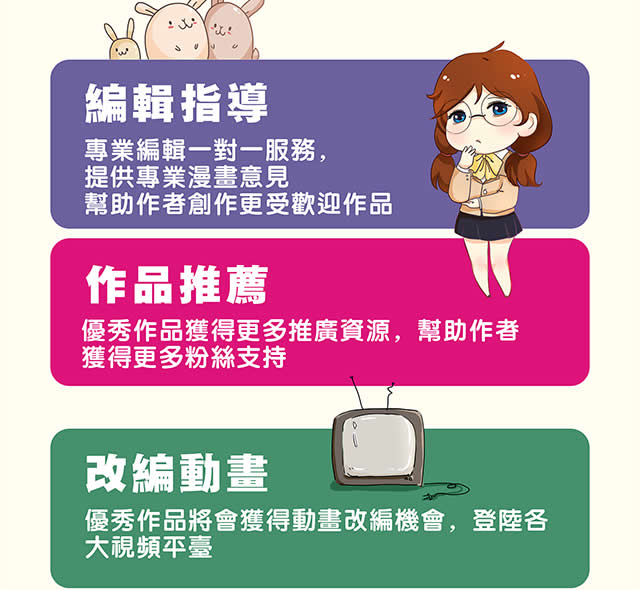 編輯指導
專業編輯一對一服務，
提供專業漫畫意見
幫助作者創作更受歡迎作品
作品推薦
優秀作品獲得更多推廣資源，幫助作者
獲得更多粉絲支持
改編動畫
優秀作品將會獲得動畫改編機會，登陸各
大視頻平臺